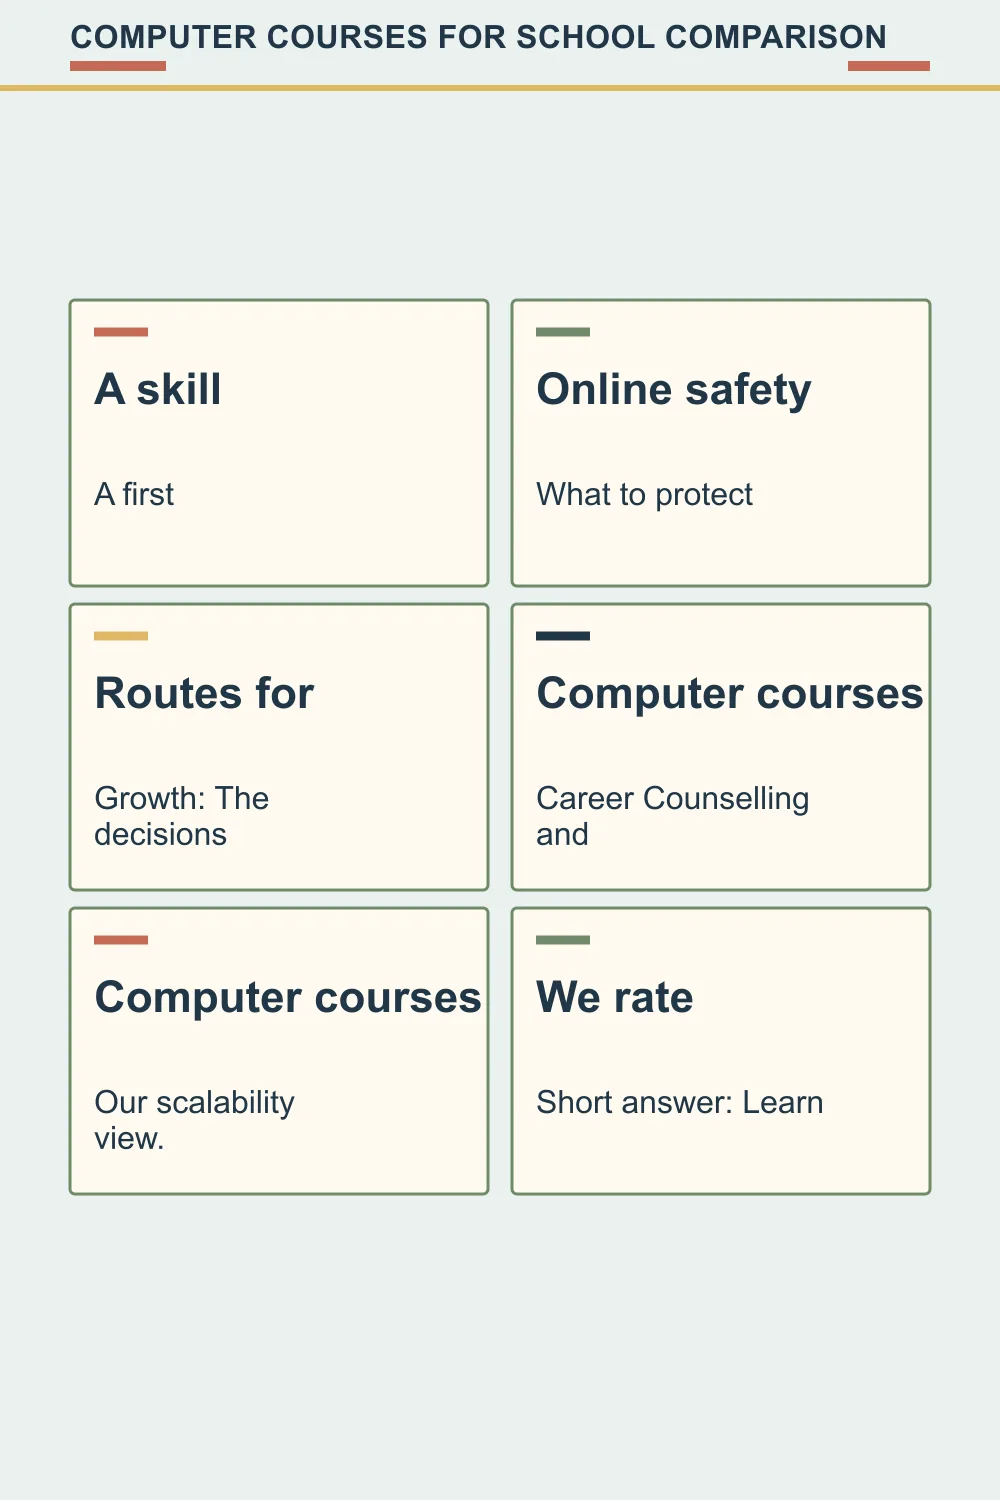 COMPUTER COURSES FOR SCHOOL COMPARISON
A skill
A first
Online safety
What to protect
Routes for
Growth: The
decisions
Computer courses
Career Counselling
and
Computer courses
Our scalability
view.
We rate
Short answer: Learn